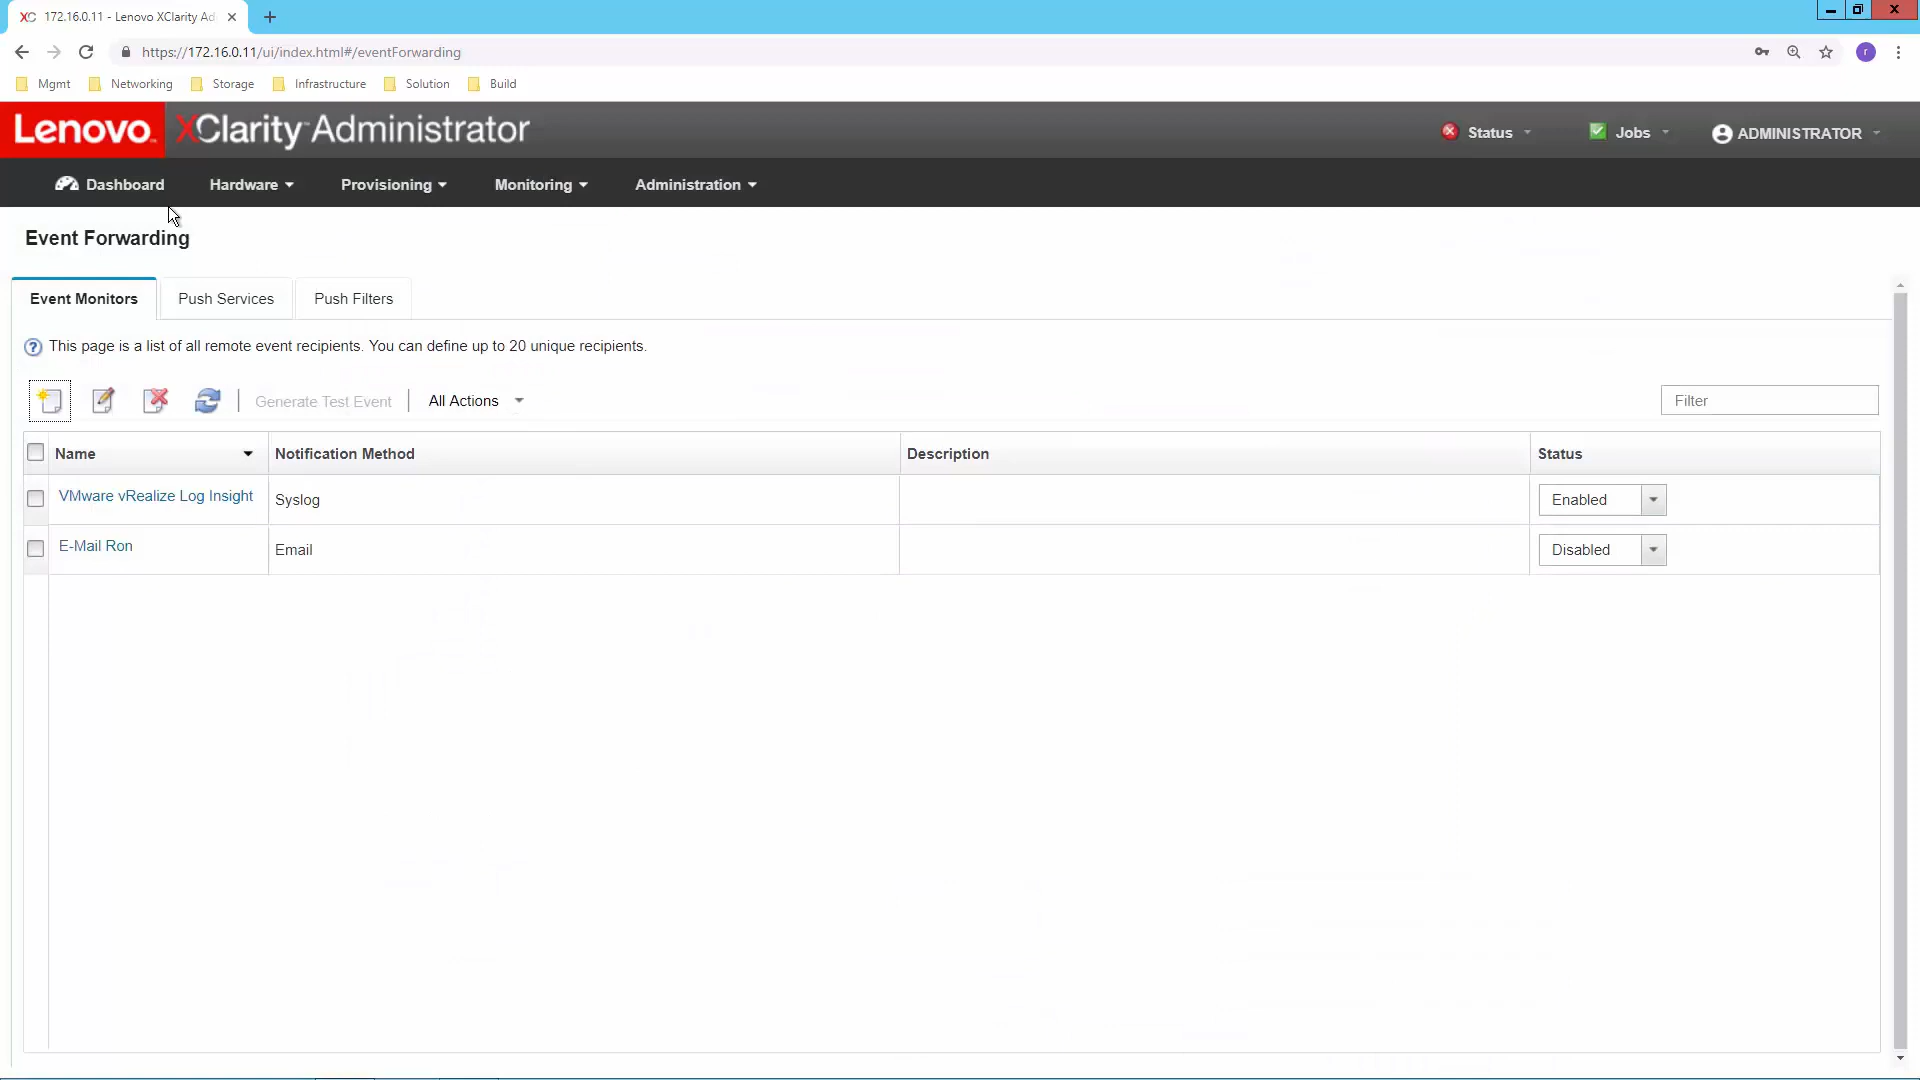 XC 172.16.0.11 - Lenovo XClarity Ad
https://172.16.0.11/ui/index.html#/eventForwarding
r
Mgmt Networking Storage Infrastructure Solution Build
Lenovo XClarity Administrator
Status Jobs ADMINISTRATOR
Dashboard Hardware Provisioning Monitoring Administration
Event Forwarding
Event Monitors Push Services Push Filters
? This page is a list of all remote event recipients. You can define up to 20 unique recipients.
Generate Test Event All Actions Filter
Name Notification Method Description Status
VMware vRealize Log Insight Syslog Enabled
E-Mail Ron Email Disabled